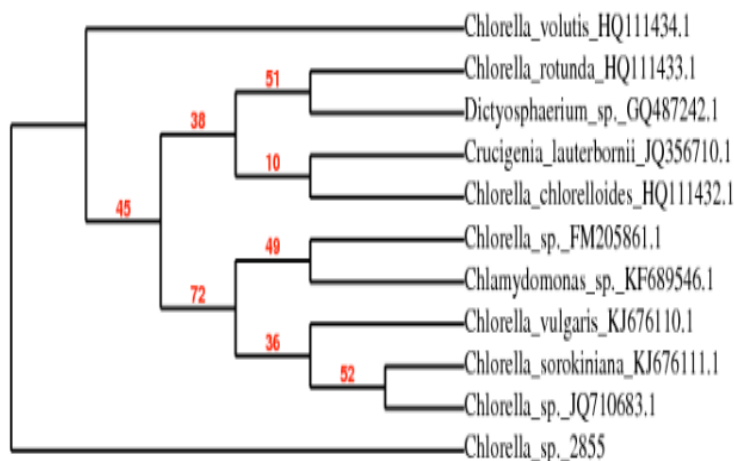 Chlorella_volutis_HQ111434.1
51
Chlorella_rotunda_HQ111433.1
38
Dictyosphaerium_sp._GQ487242.1
10
Crucigenia_lauterbornii_JQ356710.1
Chlorella_chlorelloides_HQ111432.1
45
49
Chlorella_sp._FM205861.1
72
Chlamydomonas_sp._KF689546.1
36
Chlorella_vulgaris_KJ676110.1
52
Chlorella_sorokiniana_KJ676111.1
Chlorella_sp._JQ710683.1
Chlorella_sp._2855